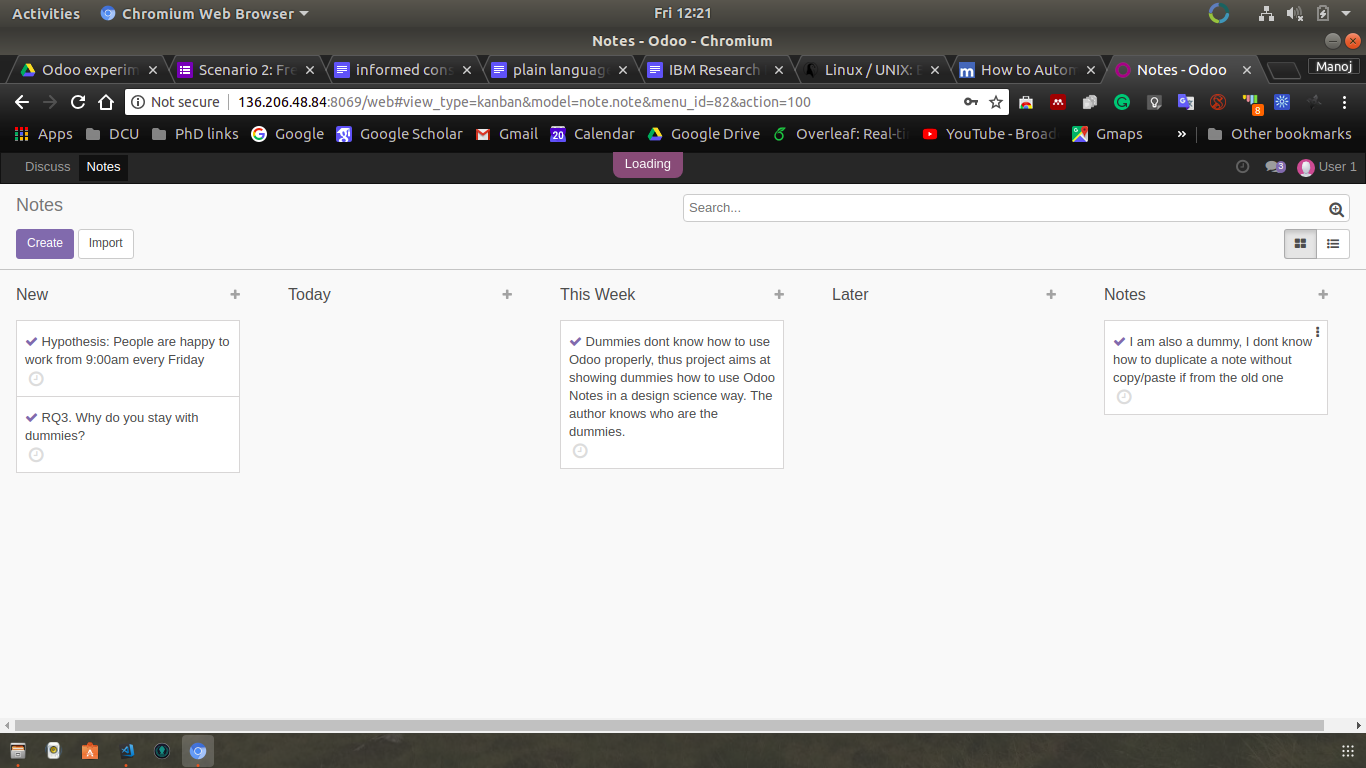 Activities Chromium Web Browser Fri 12:21
Notes - Odoo - Chromium
Odoo experim Scenario 2: Fre informed cons plain language IBM Research Linux / UNIX: E How to Autom Notes - Odoo Manoj
Not secure 136.206.48.84:8069/web#view_type=kanban&model=note.note&menu_id=82&action=100 8
Apps DCU PhD links Google Google Scholar Gmail 20 Calendar Google Drive Overleaf: Real-ti YouTube - Broad Gmaps » Other bookmarks
Discuss Notes Loading 3 User 1
Notes Search...
Create Import
New Today This Week Later Notes
Hypothesis: People are happy to
work from 9:00am every Friday
RQ3. Why do you stay with
dummies?
Dummies dont know how to use
Odoo properly, thus project aims at
showing dummies how to use Odoo
Notes in a design science way. The
author knows who are the
dummies.
I am also a dummy, I dont know
how to duplicate a note without
copy/paste if from the old one